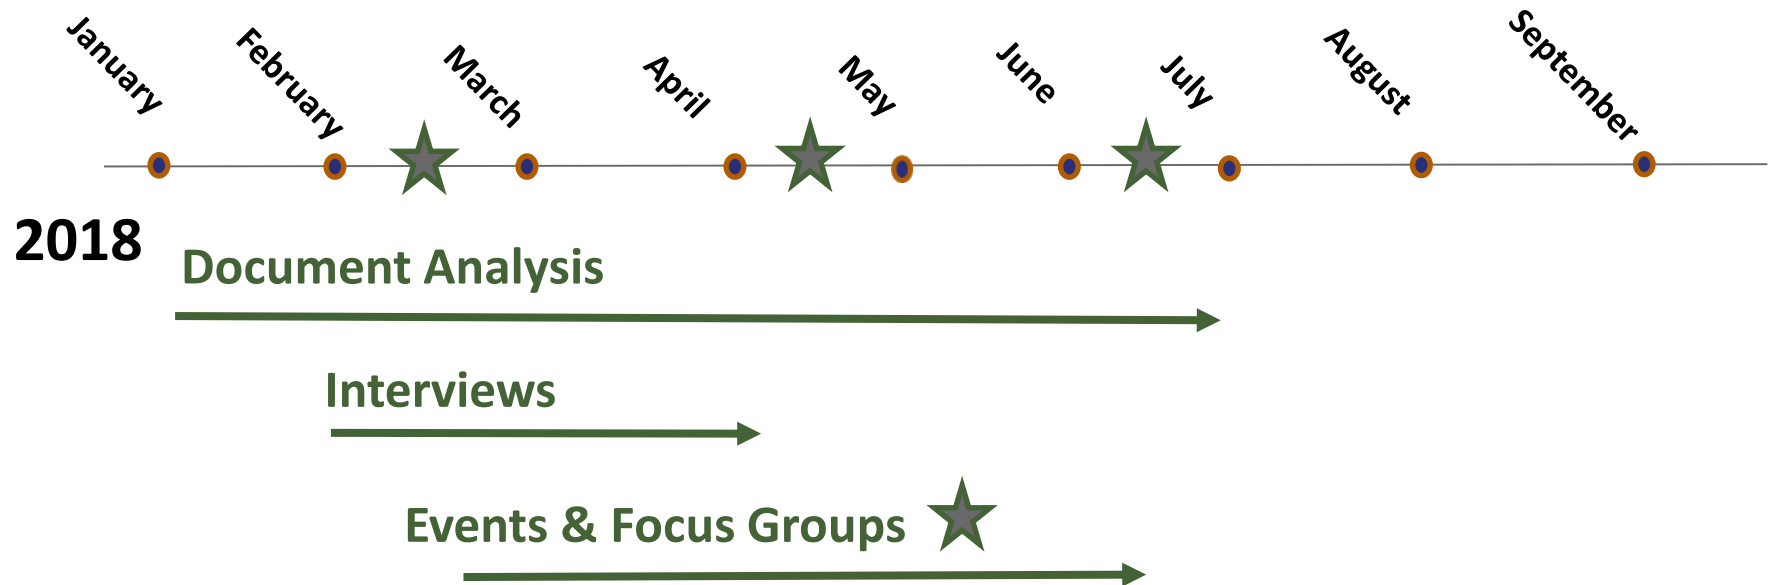 January
February
March
April
May
June
July
August
September
2018
Document Analysis
Interviews
Events & Focus Groups